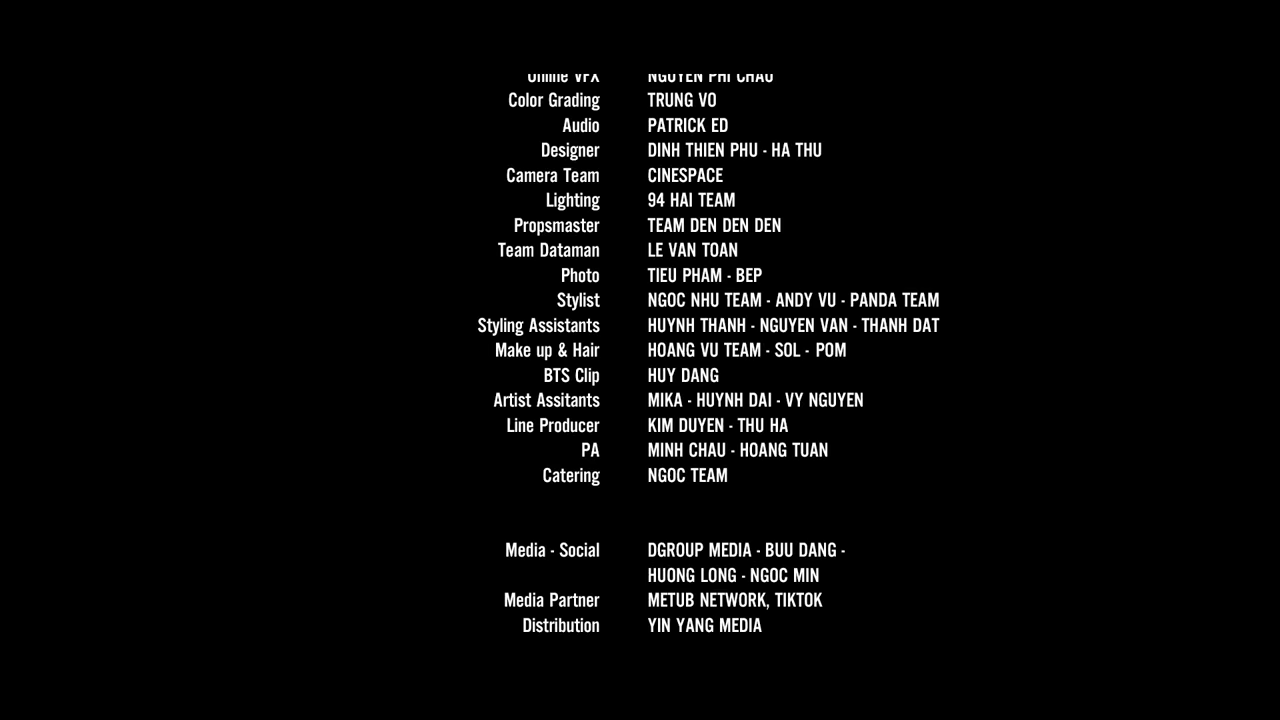 Online VFX NGUYEN PHI CHAU
Color Grading TRUNG VO
Audio PATRICK ED
Designer DINH THIEN PHU - HA THU
Camera Team CINESPACE
Lighting 94 HAI TEAM
Propsmaster TEAM DEN DEN DEN
Team Dataman LE VAN TOAN
Photo TIEU PHAM - BEP
Stylist NGOC NHU TEAM - ANDY VU - PANDA TEAM
Styling Assistants HUYNH THANH - NGUYEN VAN - THANH DAT
Make up & Hair HOANG VU TEAM - SOL - POM
BTS Clip HUY DANG
Artist Assitants MIKA - HUYNH DAI - VY NGUYEN
Line Producer KIM DUYEN - THU HA
PA MINH CHAU - HOANG TUAN
Catering NGOC TEAM
Media - Social DGROUP MEDIA - BUU DANG -
HUONG LONG - NGOC MIN
Media Partner METUB NETWORK, TIKTOK
Distribution YIN YANG MEDIA